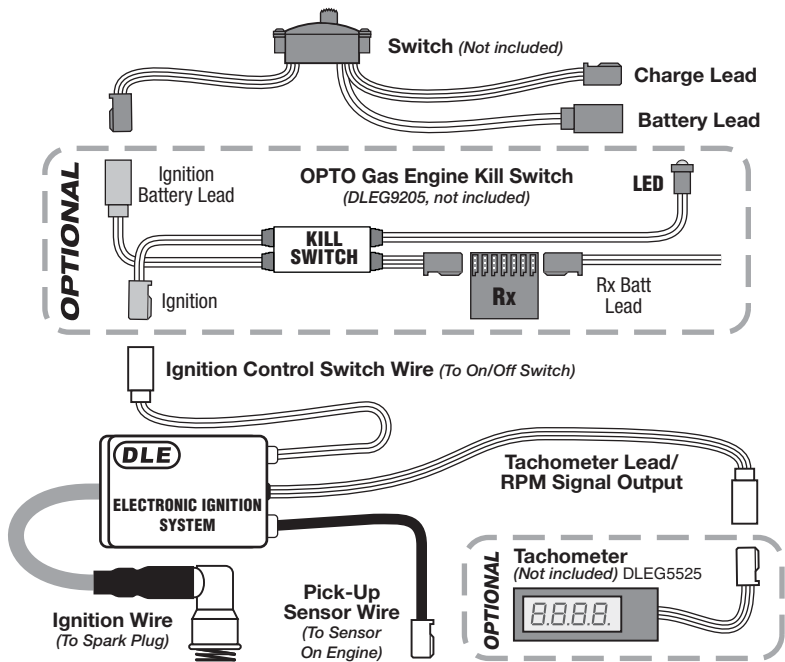 Switch (Not included)
Charge Lead
Battery Lead
OPTIONAL
Ignition
Battery Lead
OPTO Gas Engine Kill Switch
(DLEG9205, not included)
LED
KILL
SWITCH
Ignition
Rx
Rx Batt
Lead
Ignition Control Switch Wire (To On/Off Switch)
DLE
ELECTRONIC IGNITION
SYSTEM
Tachometer Lead/
RPM Signal Output
Ignition Wire
(To Spark Plug)
Pick-Up
Sensor Wire
(To Sensor
On Engine)
OPTIONAL
Tachometer
(Not included) DLEG5525
8.8.8.8.